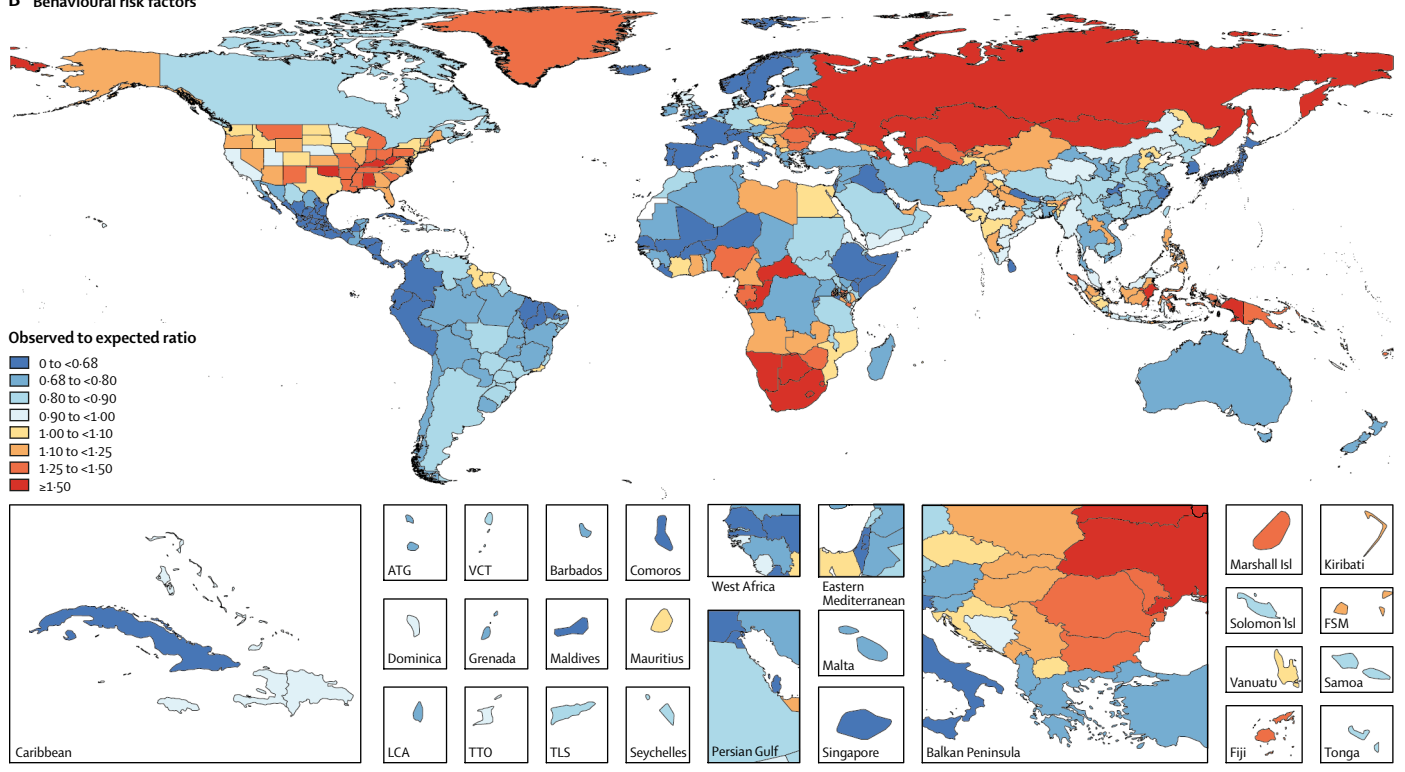 B Behavioural risk factors
Observed to expected ratio
0 to <0·68
0·68 to <0·80
0·80 to <0·90
0·90 to <1·00
1·00 to <1·10
1·10 to <1·25
1·25 to <1·50
≥1·50
Caribbean
ATG
VCT
Barbados
Comoros
Dominica
Grenada
Maldives
Mauritius
LCA
TTO
TLS
Seychelles
West Africa
Eastern
Mediterranean
Persian Gulf
Malta
Singapore
Balkan Peninsula
Marshall Isl
Kiribati
Solomon Isl
FSM
Vanuatu
Samoa
Fiji
Tonga